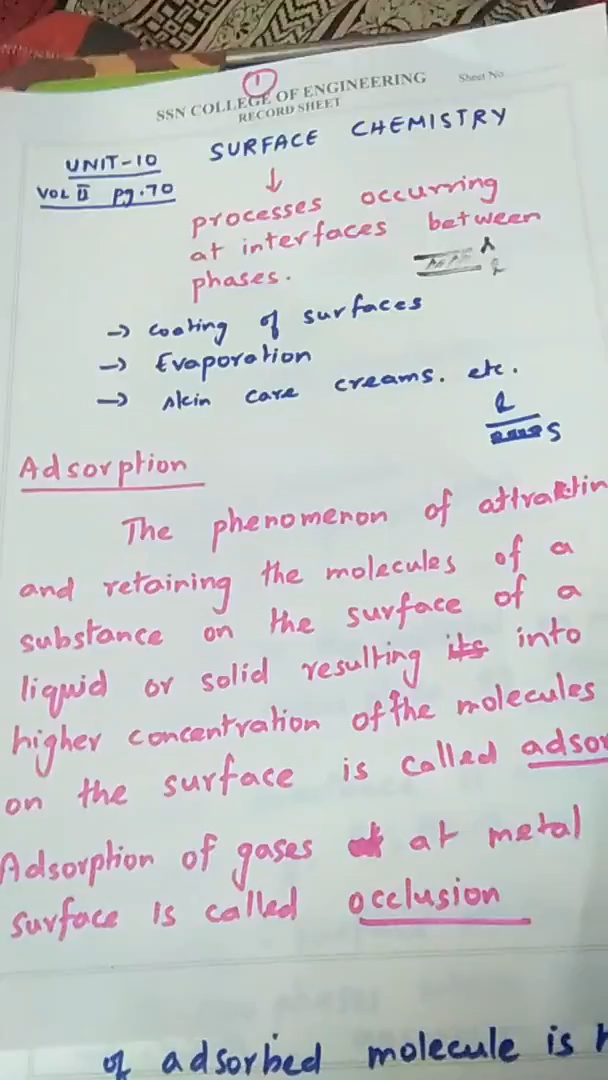 1
SSN COLLEGE OF ENGINEERING
Sheet No
RECORD SHEET
UNIT-10 SURFACE CHEMISTRY
VOL II pg.70
↓
processes occurring
at interfaces between
phases.
→ coating of surfaces
→ Evaporation
→ skin care creams. etc.
S
Adsorption
The phenomenon of attraktin
and retaining the molecules of a
substance on the surface of a
liquid or solid resulting its into
higher concentration of the molecules
on the surface is called adsor
Adsorption of gases at metal
surface is called occlusion
of adsorbed molecule is